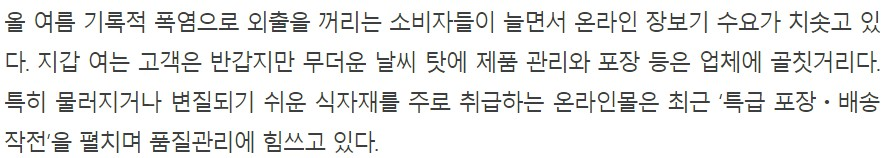 올 여름 기록적 폭염으로 외출을 꺼리는 소비자들이 늘면서 온라인 장보기 수요가 치솟고 있
다. 지갑 여는 고객은 반갑지만 무더운 날씨 탓에 제품 관리와 포장 등은 업체에 골칫거리다.
특히 물러지거나 변질되기 쉬운 식자재를 주로 취급하는 온라인몰은 최근 ‘특급 포장·배송
작전’을 펼치며 품질관리에 힘쓰고 있다.